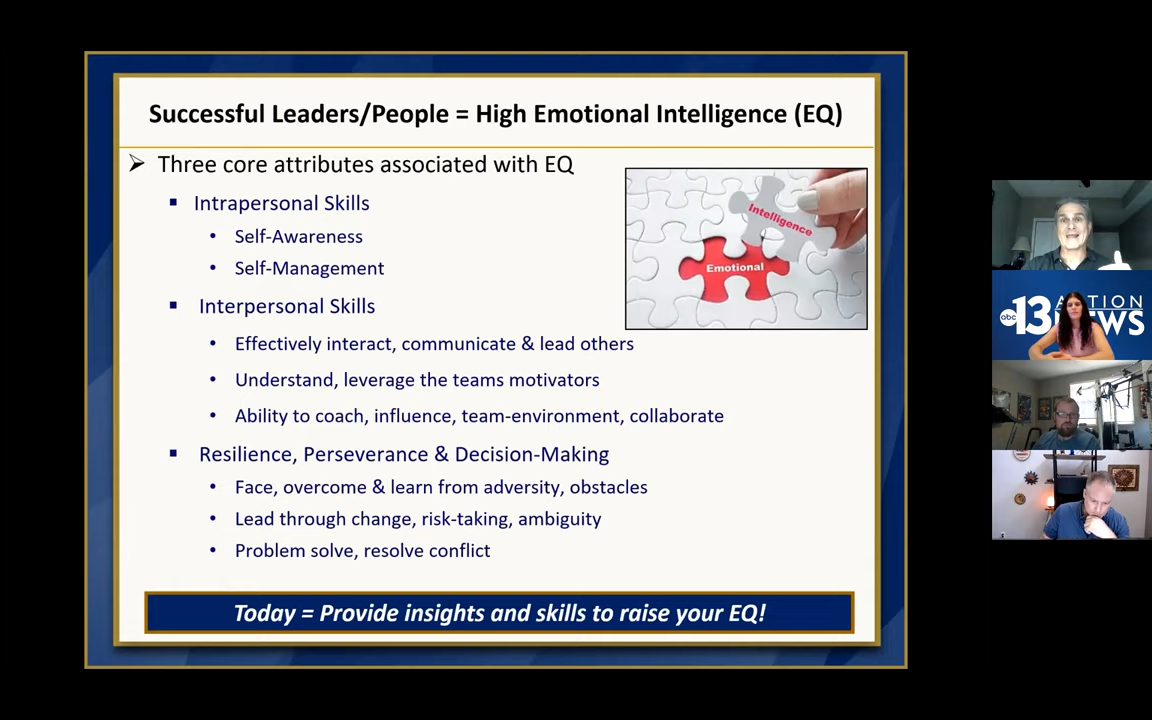 Successful Leaders/People = High Emotional Intelligence (EQ)
Three core attributes associated with EQ
Intrapersonal Skills
Self-Awareness
Self-Management
Intelligence
Emotional
Interpersonal Skills
Effectively interact, communicate & lead others
Understand, leverage the teams motivators
Ability to coach, influence, team-environment, collaborate
Resilience, Perseverance & Decision-Making
Face, overcome & learn from adversity, obstacles
Lead through change, risk-taking, ambiguity
Problem solve, resolve conflict
Today = Provide insights and skills to raise your EQ!
abc 13